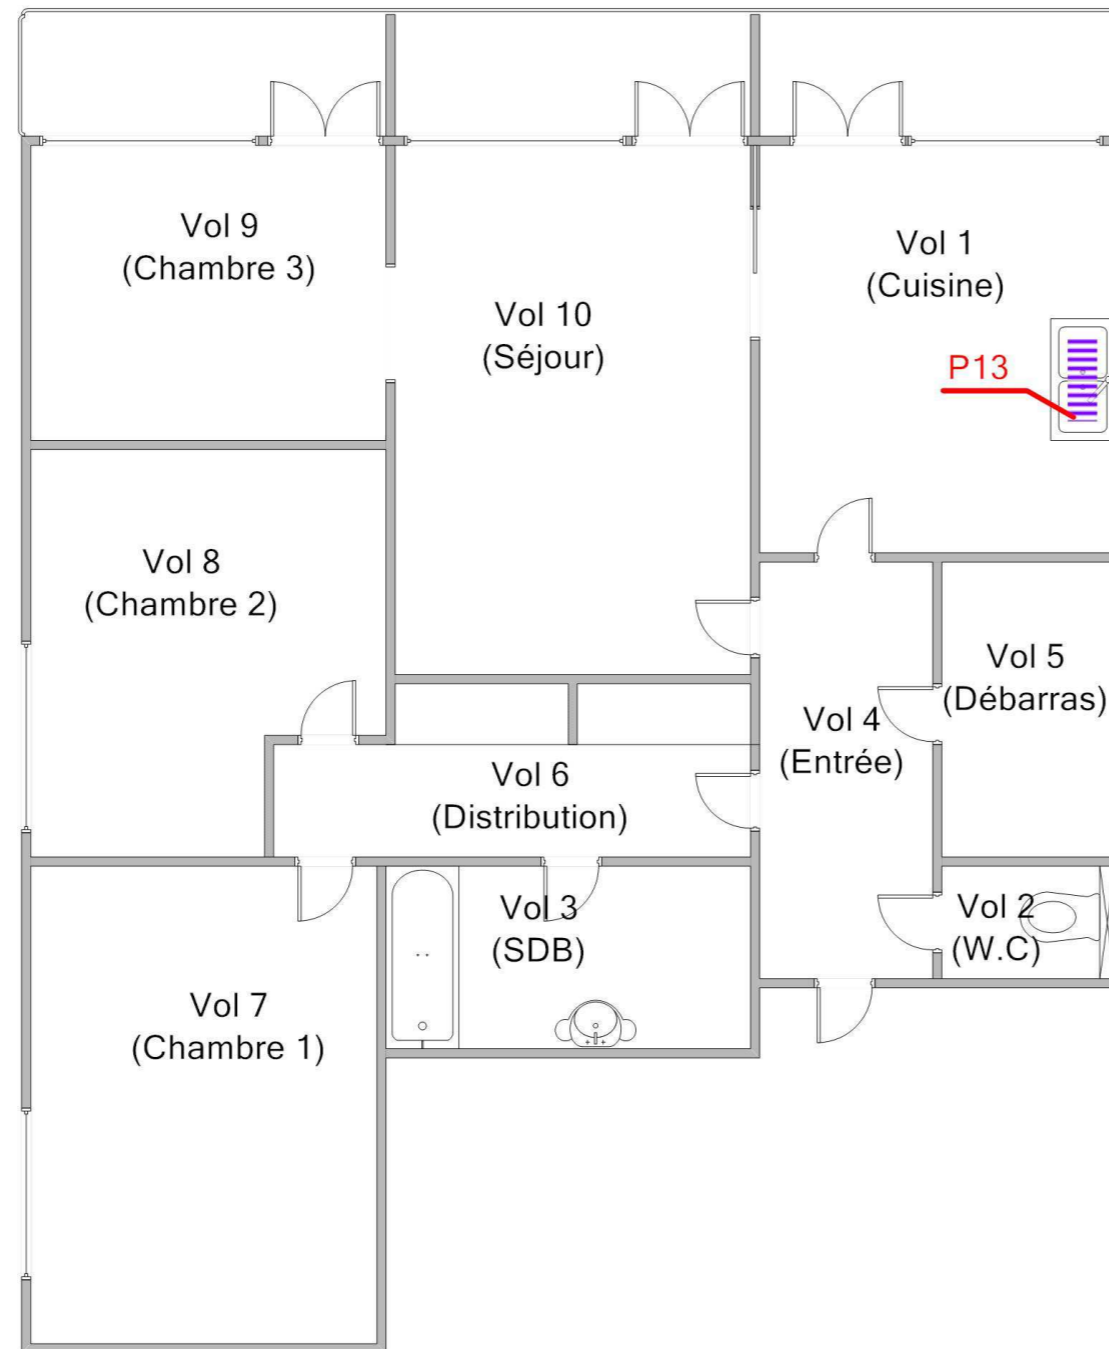 Vol 9
(Chambre 3)
Vol 1
(Cuisine)
Vol 10
(Séjour)
P13
Vol 8
(Chambre 2)
Vol 5
(Débarras)
Vol 4
(Entrée)
Vol 6
(Distribution)
Vol 3
(SDB)
Vol 2
(W.C)
Vol 7
(Chambre 1)